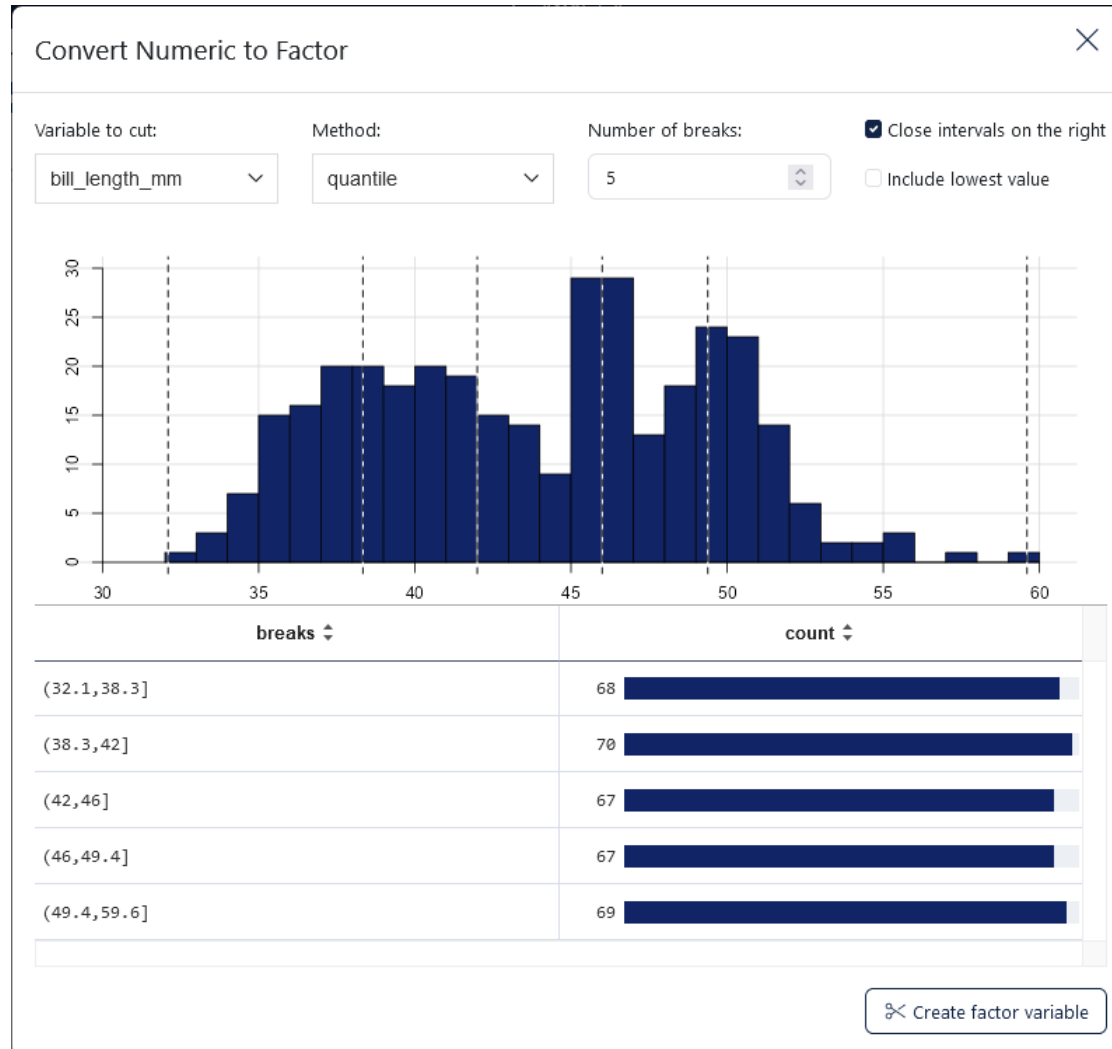 Convert Numeric to Factor
Variable to cut:
Method:
Number of breaks:
Close intervals on the right
bill_length_mm
quantile
5
Include lowest value
30
25
20
15
10
5
0
30 35 40 45 50 55 60
breaks count
(32.1,38.3] 68
(38.3,42] 70
(42,46] 67
(46,49.4] 67
(49.4,59.6] 69
Create factor variable